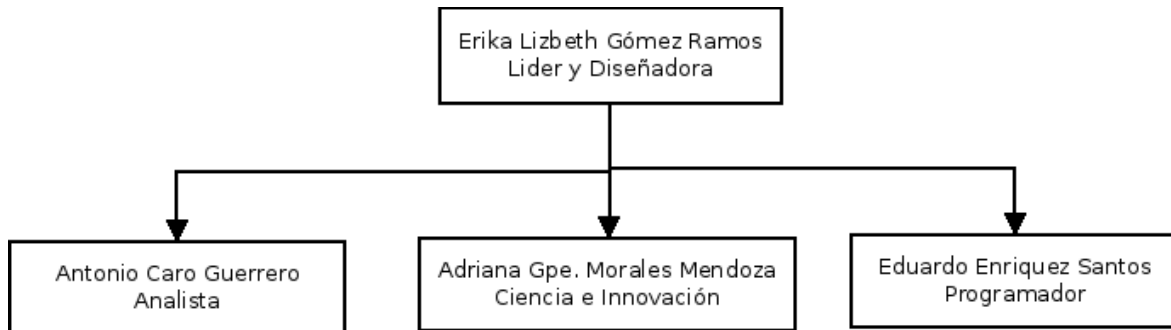 Erika Lizbeth Gómez Ramos
Lider y Diseñadora
Antonio Caro Guerrero
Analista
Adriana Gpe. Morales Mendoza
Ciencia e Innovación
Eduardo Enriquez Santos
Programador